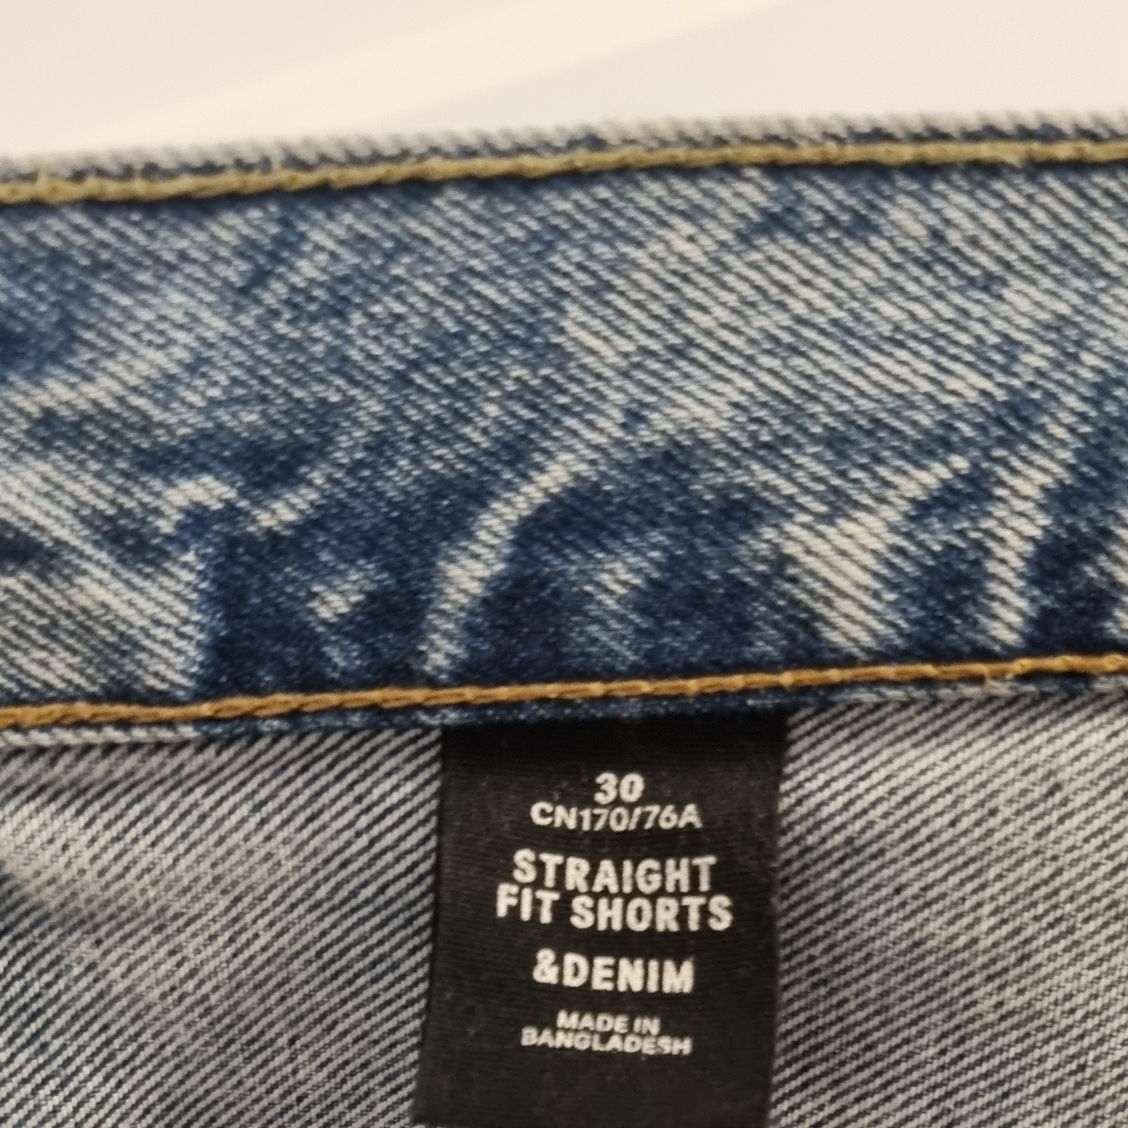 30
CN170/76A
STRAIGHT
FIT SHORTS
&DENIM
MADE IN
BANGLADESH